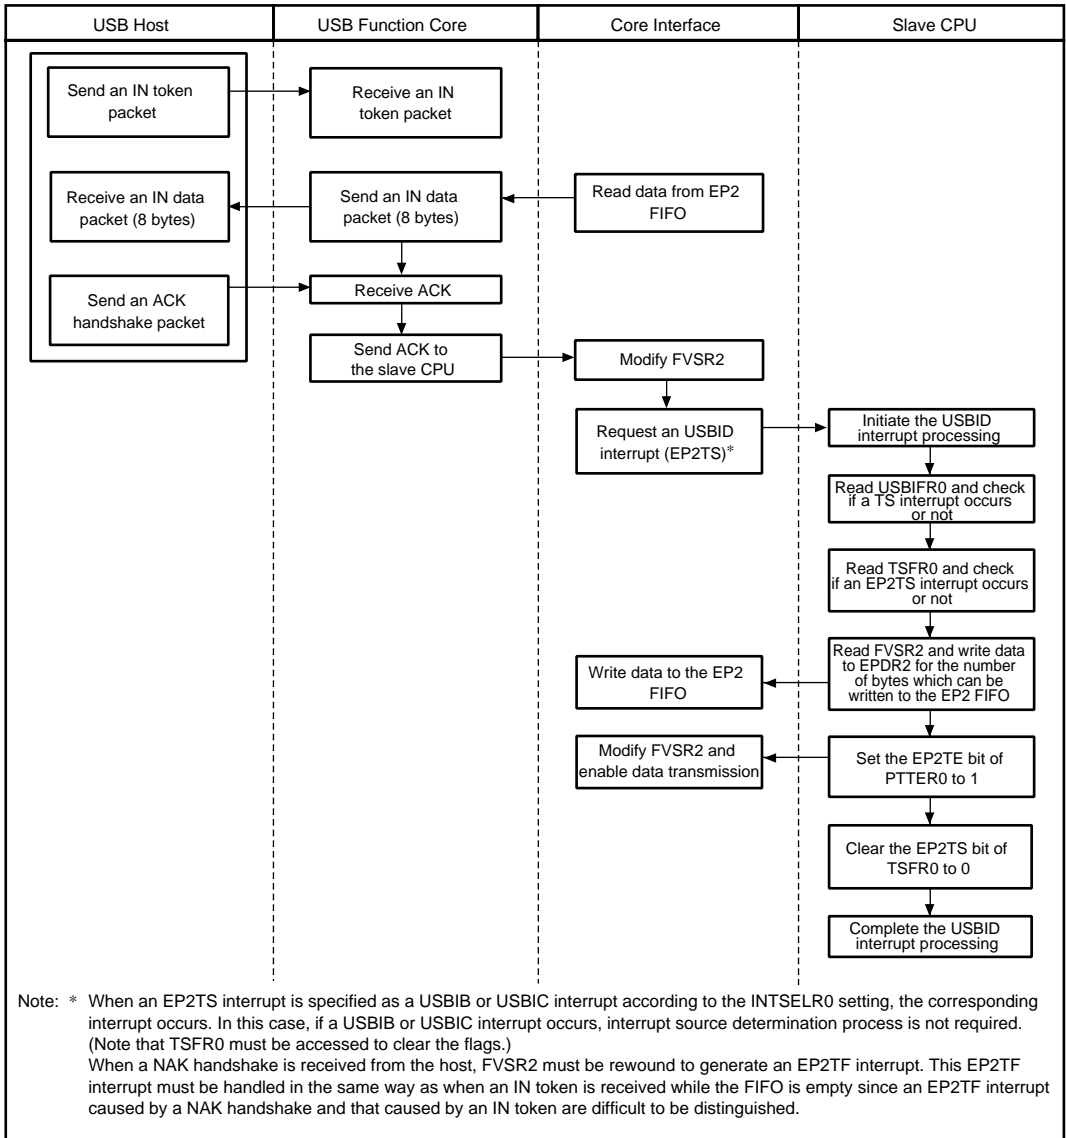 USB Host
USB Function Core
Core Interface
Slave CPU
Send an IN token
packet
Receive an IN
token packet
Receive an IN data
packet (8 bytes)
Send an IN data
packet (8 bytes)
Read data from EP2
FIFO
Send an ACK
handshake packet
Receive ACK
Send ACK to
the slave CPU
Modify FVSR2
Request an USBID
interrupt (EP2TS)*
Initiate the USBID
interrupt processing
Read USBIFR0 and check
if a TS interrupt occurs
or not
Read TSFR0 and check
if an EP2TS interrupt occurs
or not
Read FVSR2 and write data
to EPDR2 for the number
of bytes which can be
written to the EP2 FIFO
Write data to the EP2
FIFO
Modify FVSR2 and
enable data transmission
Set the EP2TE bit of
PTTER0 to 1
Clear the EP2TS bit of
TSFR0 to 0
Complete the USBID
interrupt processing
Note: * When an EP2TS interrupt is specified as a USBIB or USBIC interrupt according to the INTSELR0 setting, the corresponding
interrupt occurs. In this case, if a USBIB or USBIC interrupt occurs, interrupt source determination process is not required.
(Note that TSFR0 must be accessed to clear the flags.)
When a NAK handshake is received from the host, FVSR2 must be rewound to generate an EP2TF interrupt. This EP2TF
interrupt must be handled in the same way as when an IN token is received while the FIFO is empty since an EP2TF interrupt
caused by a NAK handshake and that caused by an IN token are difficult to be distinguished.